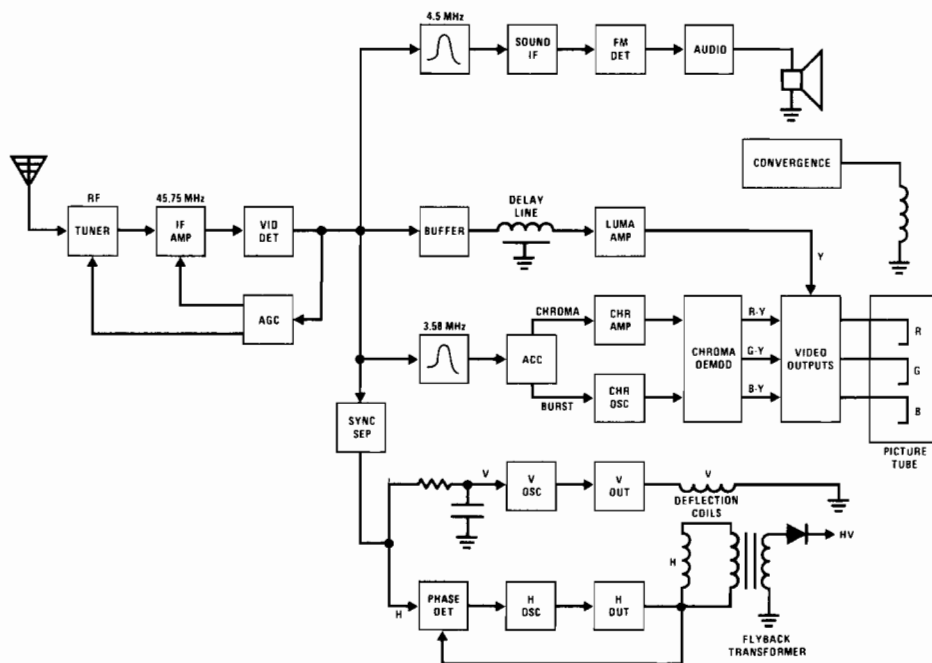 4.5 MHz
SOUND
IF
FM
DET
AUDIO
CONVERGENCE
RF
TUNER
45.75 MHz
IF
AMP
VID
DET
BUFFER
DELAY
LINE
LUMA
AMP
Y
AGC
3.58 MHz
ACC
CHROMA
BURST
CHR
AMP
CHR
OSC
CHROMA
DEMOD
R-Y
G-Y
B-Y
VIDEO
OUTPUTS
R
G
B
PICTURE
TUBE
SYNC
SEP
V
V
OSC
V
OUT
V
DEFLECTION
COILS
H
PHASE
DET
H
OSC
H
OUT
H
HV
FLYBACK
TRANSFORMER